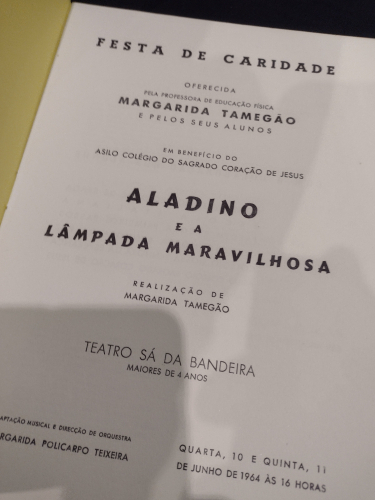 FESTA DE CARIDADE
OFERECIDA
PELA PROFESSORA DE EDUCAÇÃO FÍSICA
MARGARIDA TAMEGÃO
E PELOS SEUS ALUNOS
EM BENEFÍCIO DO
ASILO COLÉGIO DO SAGRADO CORAÇÃO DE JESUS
ALADINO
E A
LÂMPADA MARAVILHOSA
REALIZAÇÃO DE
MARGARIDA TAMEGÃO
TEATRO SÁ DA BANDEIRA
MAIORES DE 4 ANOS
MUSICAL E DIRECÇÃO DE ORQUESTRA
POLICARPO TEIXEIRA
QUARTA, 10 E QUINTA, 11
DE JUNHO DE 1964 ÀS 16 HORAS